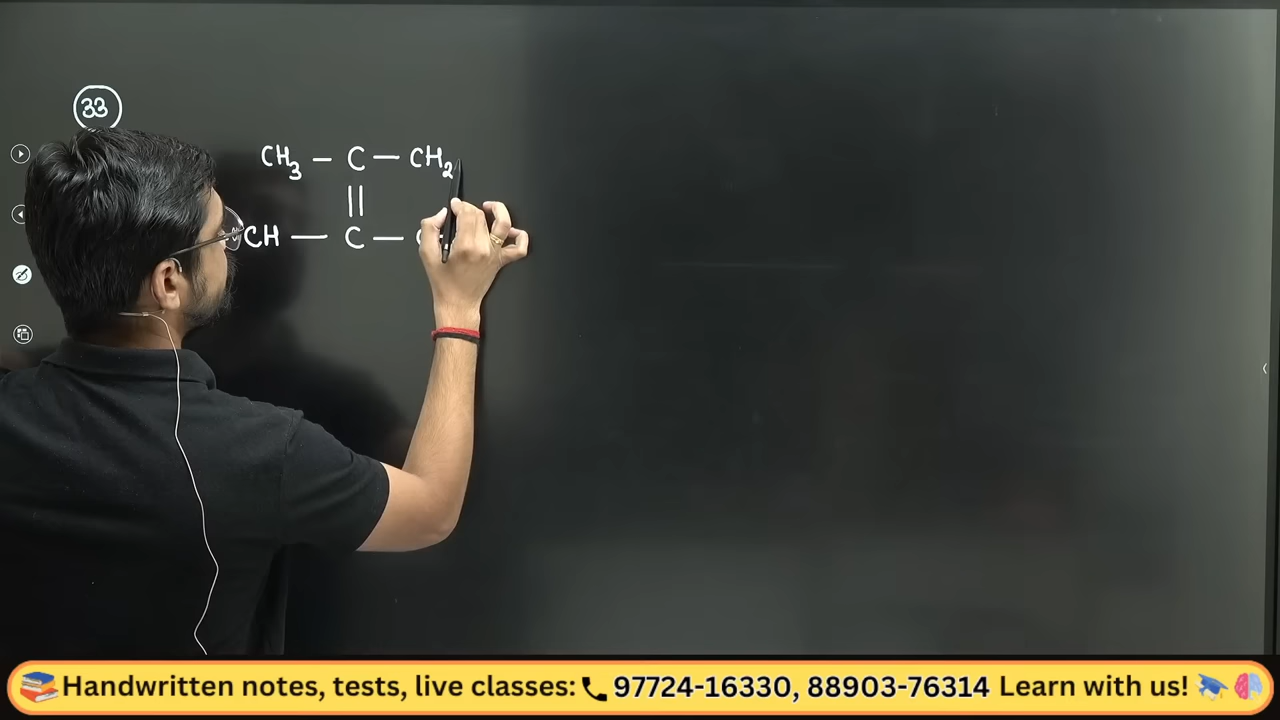 33
CH₃ — C — CH₂
||
CH — C —
Handwritten notes, tests, live classes: 97724-16330, 88903-76314 Learn with us!